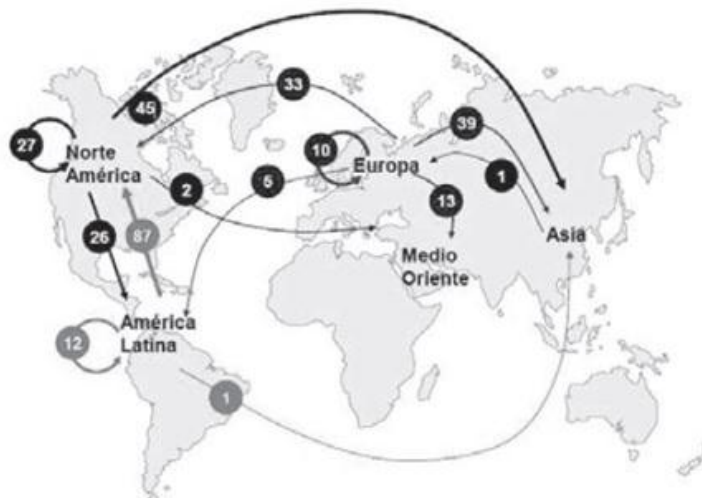 33
45
39
27
Norte
América
10
Europa
2
5
1
13
26
87
Asia
Medio
Oriente
América
Latina
12
1